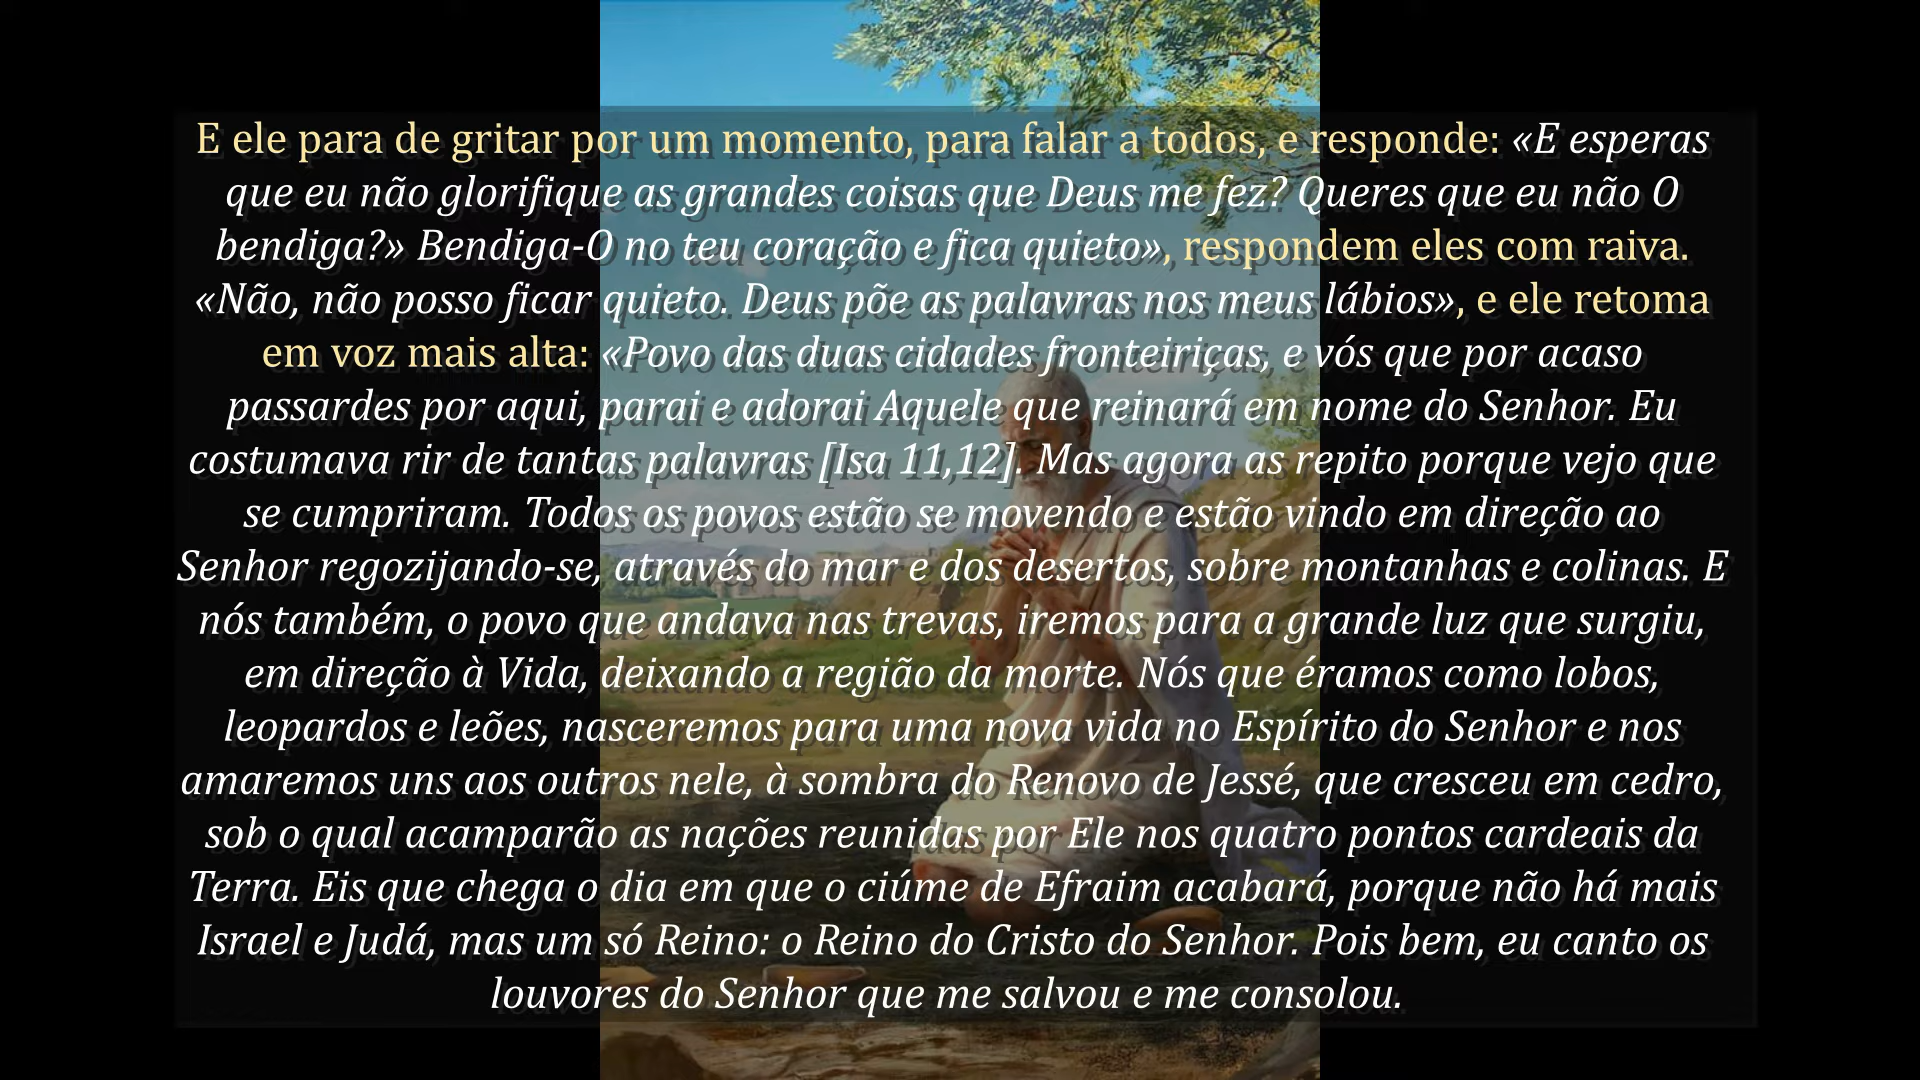 E ele para de gritar por um momento, para falar a todos, e responde: «E esperas
que eu não glorifique as grandes coisas que Deus me fez? Queres que eu não O
bendiga?» Bendiga-O no teu coração e fica quieto», respondem eles com raiva.
«Não, não posso ficar quieto. Deus põe as palavras nos meus lábios», e ele retoma
em voz mais alta: «Povo das duas cidades fronteiriças, e vós que por acaso
passardes por aqui, parai e adorai Aquele que reinará em nome do Senhor. Eu
costumava rir de tantas palavras [Isa 11,12]. Mas agora as repito porque vejo que
se cumpriram. Todos os povos estão se movendo e estão vindo em direção ao
Senhor regozijando-se, através do mar e dos desertos, sobre montanhas e colinas. E
nós também, o povo que andava nas trevas, iremos para a grande luz que surgiu,
em direção à Vida, deixando a região da morte. Nós que éramos como lobos,
leopardos e leões, nasceremos para uma nova vida no Espírito do Senhor e nos
amaremos uns aos outros nele, à sombra do Renovo de Jessé, que cresceu em cedro,
sob o qual acamparão as nações reunidas por Ele nos quatro pontos cardeais da
Terra. Eis que chega o dia em que o ciúme de Efraim acabará, porque não há mais
Israel e Judá, mas um só Reino: o Reino do Cristo do Senhor. Pois bem, eu canto os
louvores do Senhor que me salvou e me consolou.